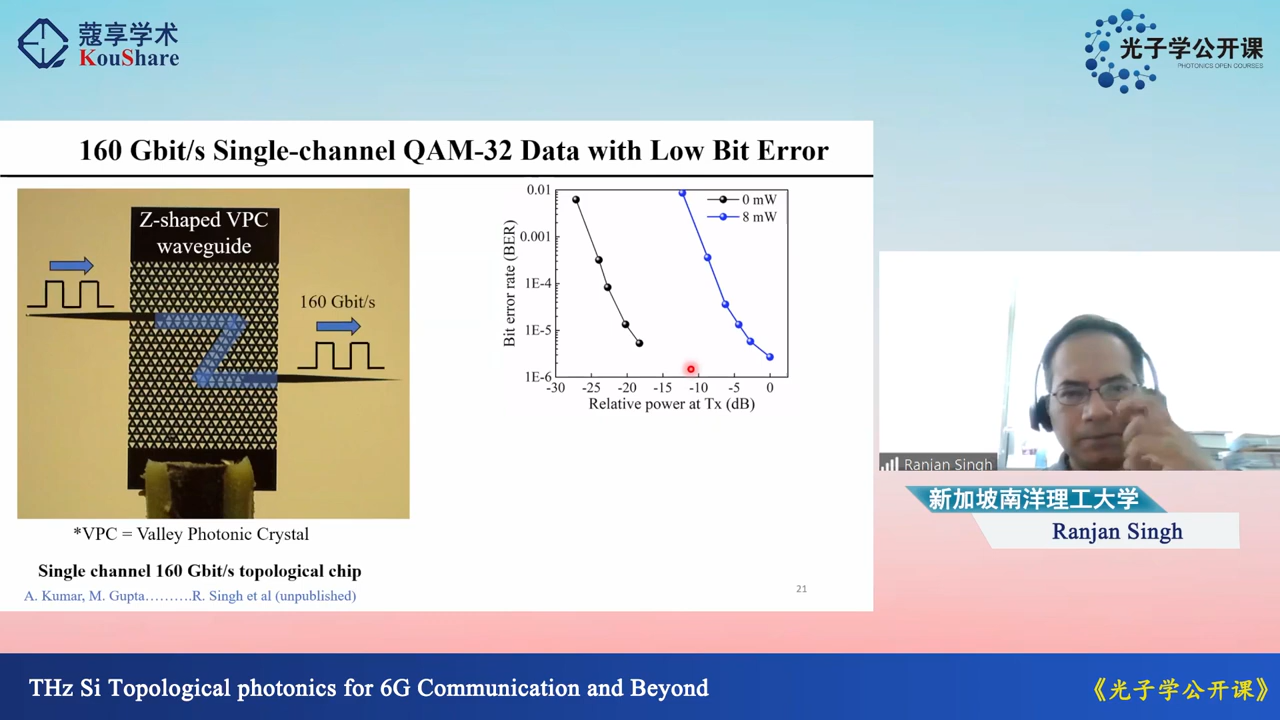 蔻享学术
KouShare
光子学公开课
PHOTONICS OPEN COURSES
160 Gbit/s Single-channel QAM-32 Data with Low Bit Error
Z-shaped VPC
waveguide
160 Gbit/s
*VPC = Valley Photonic Crystal
Single channel 160 Gbit/s topological chip
A. Kumar, M. Gupta……….R. Singh et al (unpublished)
Bit error rate (BER)
0.01
0.001
1E-4
1E-5
1E-6
0 mW
8 mW
-30 -25 -20 -15 -10 -5 0
Relative power at Tx (dB)
21
Ranjan Singh
新加坡南洋理工大学
Ranjan Singh
THz Si Topological photonics for 6G Communication and Beyond
《光子学公开课》